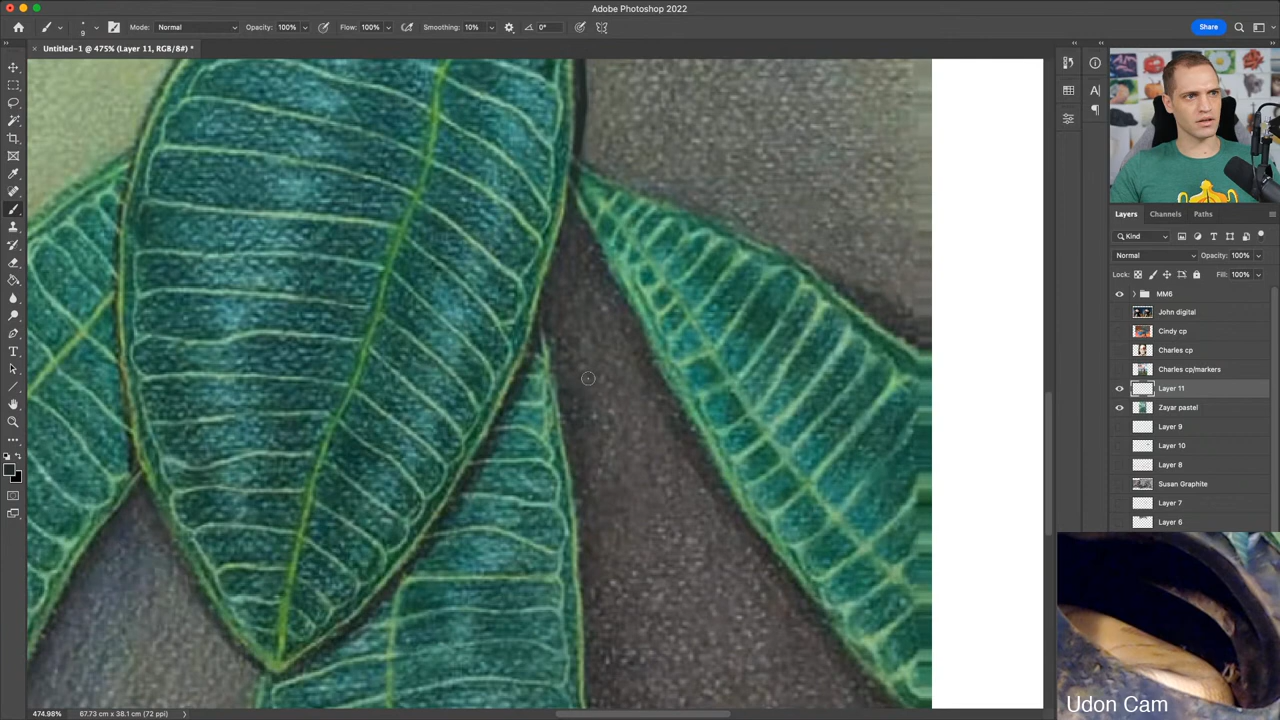 Adobe Photoshop 2022
9 Mode: Normal Opacity: 100% Flow: 100% Smoothing: 10% 0° Share
Untitled-1 @ 475% (Layer 11, RGB/8#) *
Layers Channels Paths
Kind
Normal Opacity: 100%
Lock: Fill: 100%
MM6
John digital
Cindy cp
Charles cp
Charles cp/markers
Layer 11
Zayar pastel
Layer 9
Layer 10
Layer 8
Susan Graphite
Layer 7
Layer 6
Udon Cam
474.98% 67.73 cm x 38.1 cm (72 ppi)